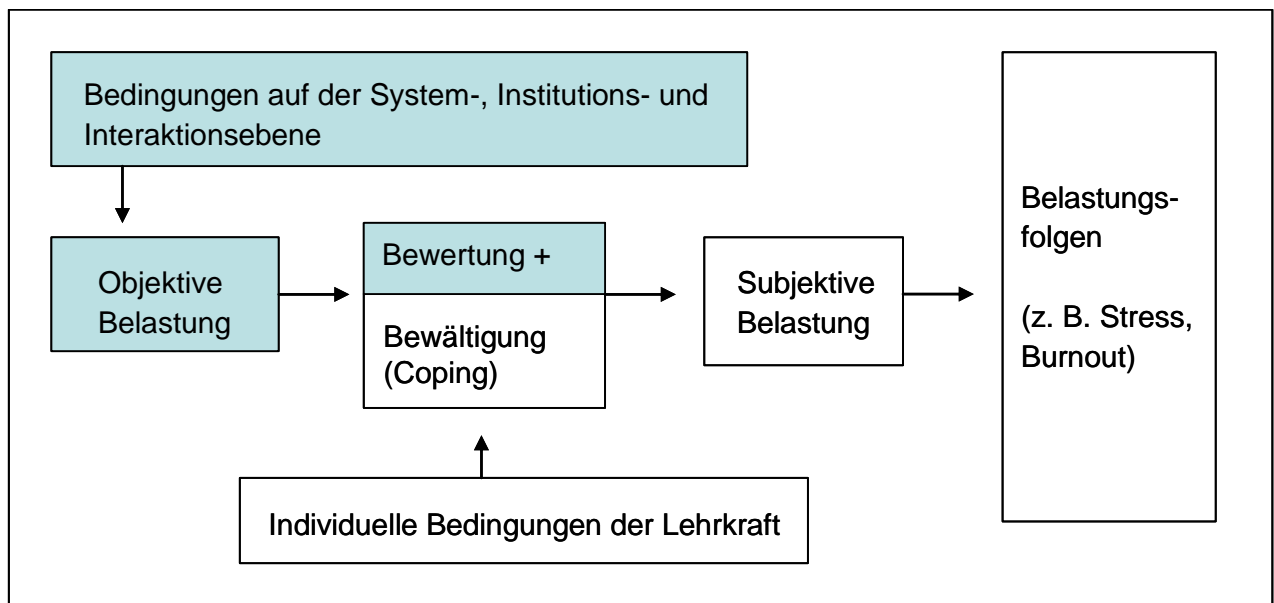 Bedingungen auf der System-, Institutions- und
Interaktionsebene
Objektive
Belastung
Bewertung +
Bewältigung
(Coping)
Subjektive
Belastung
Belastungs-
folgen
(z. B. Stress,
Burnout)
Individuelle Bedingungen der Lehrkraft